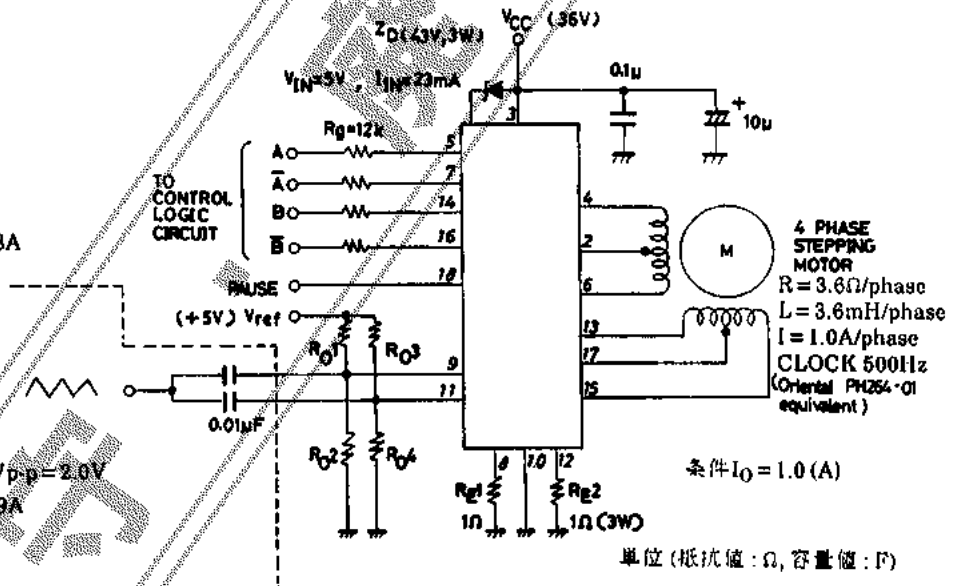 VCC (36V)
ZD(43V,3W)
VIN=5V , IIN=23mA
0.1μ
+
10μ
3
Rg=12k
A
5
Ā
7
B
14
B̄
16
TO
CONTROL
LOGIC
CIRCUIT
PAUSE
18
(+5V) Vref
RO1
RO3
9
11
0.01μF
RO2
RO4
4
2
6
13
17
15
M
4 PHASE
STEPPING
MOTOR
R=3.6Ω/phase
L=3.6mH/phase
I=1.0A/phase
CLOCK 500Hz
(Oriental PH264-01
equivalent)
8
10
12
RE1
1Ω
RE2
1Ω(3W)
条件IO=1.0(A)
p-p=2.0V
単位(抵抗値:Ω,容量値:F)